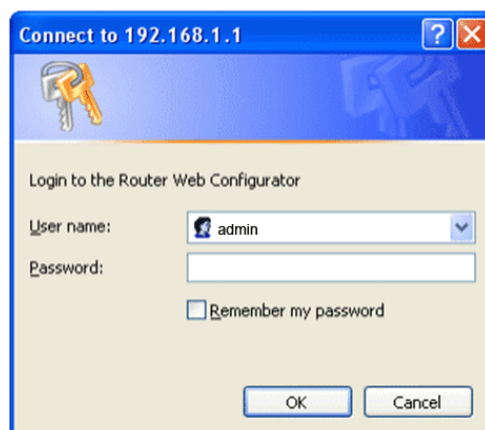 Connect to 192.168.1.1
?
Login to the Router Web Configurator
User name:
admin
Password:
Remember my password
OK
Cancel